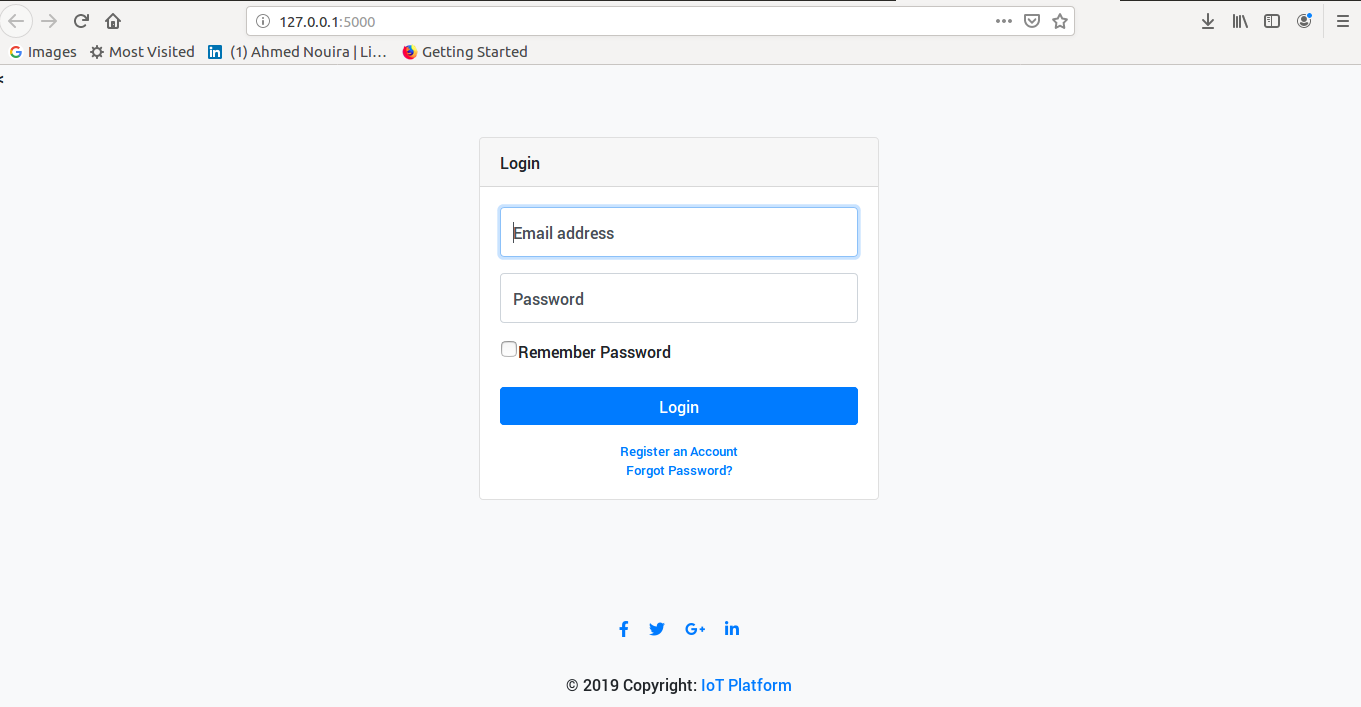 127.0.0.1:5000
Images Most Visited (1) Ahmed Nouira | Li... Getting Started
<
Login
Email address
Password
Remember Password
Login
Register an Account
Forgot Password?
© 2019 Copyright: IoT Platform